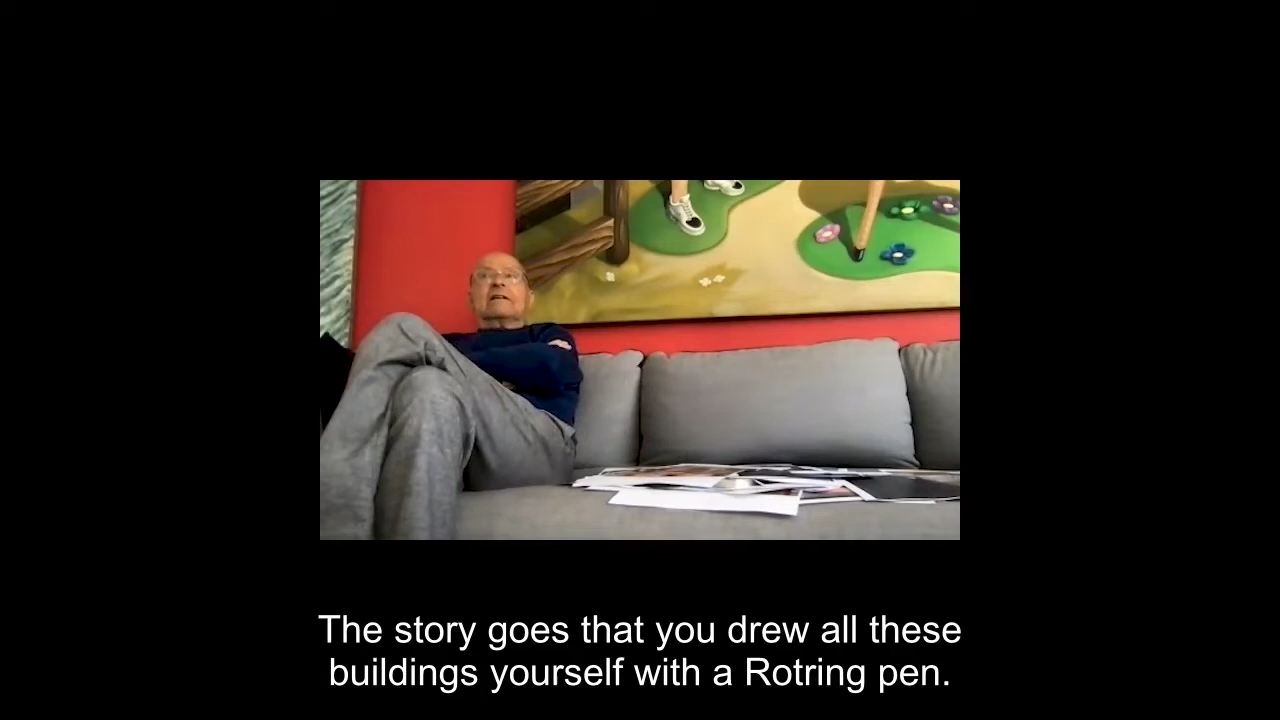 The story goes that you drew all these
buildings yourself with a Rotring pen.